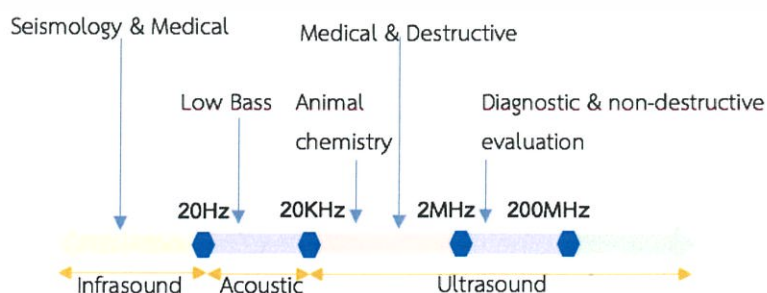 Seismology & Medical
Medical & Destructive
Low Bass
Animal
chemistry
Diagnostic & non-destructive
evaluation
20Hz
20KHz
2MHz
200MHz
Infrasound
Acoustic
Ultrasound